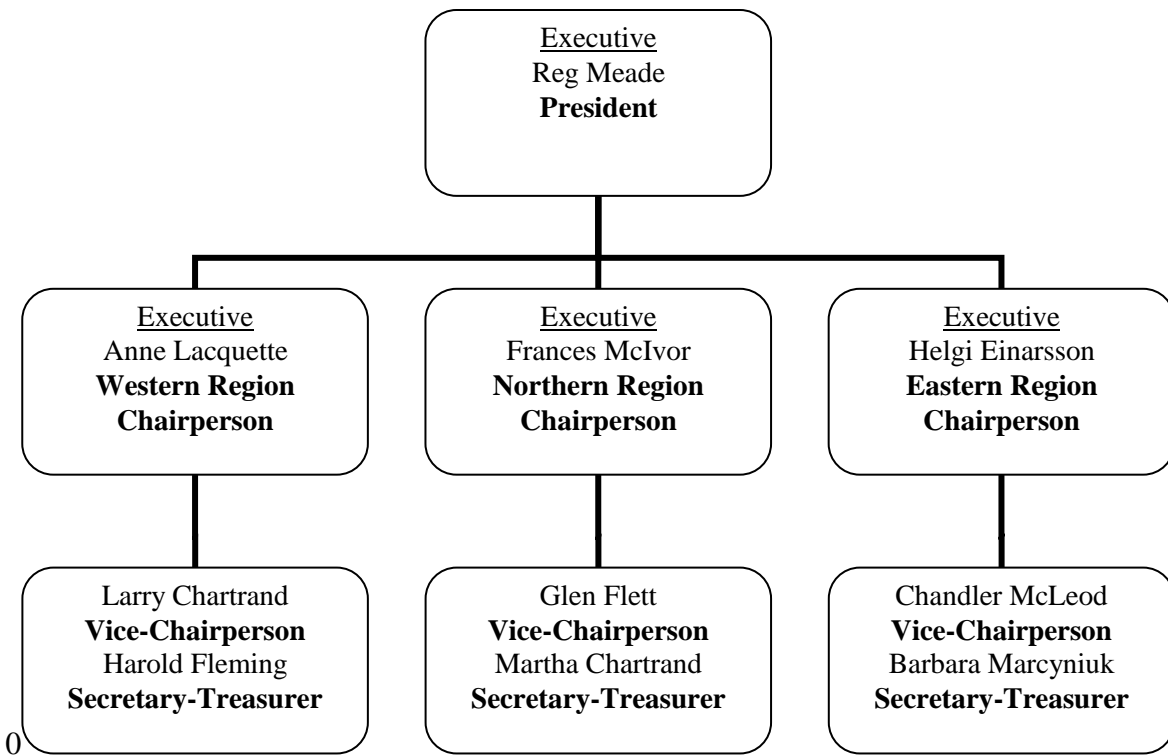 Executive
Reg Meade
President
Executive
Anne Lacquette
Western Region
Chairperson
Executive
Frances McIvor
Northern Region
Chairperson
Executive
Helgi Einarsson
Eastern Region
Chairperson
Larry Chartrand
Vice-Chairperson
Harold Fleming
Secretary-Treasurer
Glen Flett
Vice-Chairperson
Martha Chartrand
Secretary-Treasurer
Chandler McLeod
Vice-Chairperson
Barbara Marcyniuk
Secretary-Treasurer
0